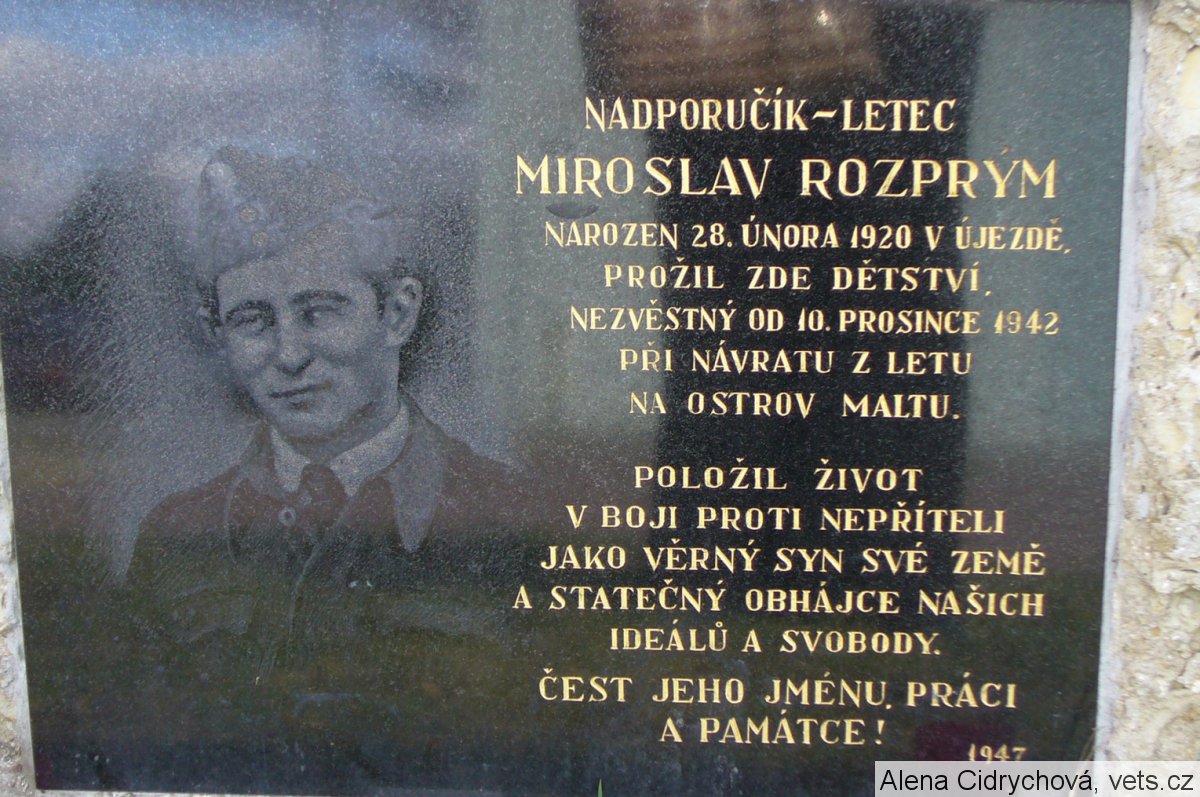 NADPORUČÍK-LETEC
MIROSLAV ROZPRÝM
NAROZEN 28. ÚNORA 1920 V ÚJEZDĚ,
PROŽIL ZDE DĚTSTVÍ,
NEZVĚSTNÝ OD 10. PROSINCE 1942
PŘI NÁVRATU Z LETU
NA OSTROV MALTU.
POLOŽIL ŽIVOT
V BOJI PROTI NEPŘÍTELI
JAKO VĚRNÝ SYN SVÉ ZEMĚ
A STATEČNÝ OBHÁJCE NAŠICH
IDEÁLŮ A SVOBODY.
ČEST JEHO JMÉNU, PRÁCI
A PAMÁTCE!
1947
Alena Cidrychová, vets.cz